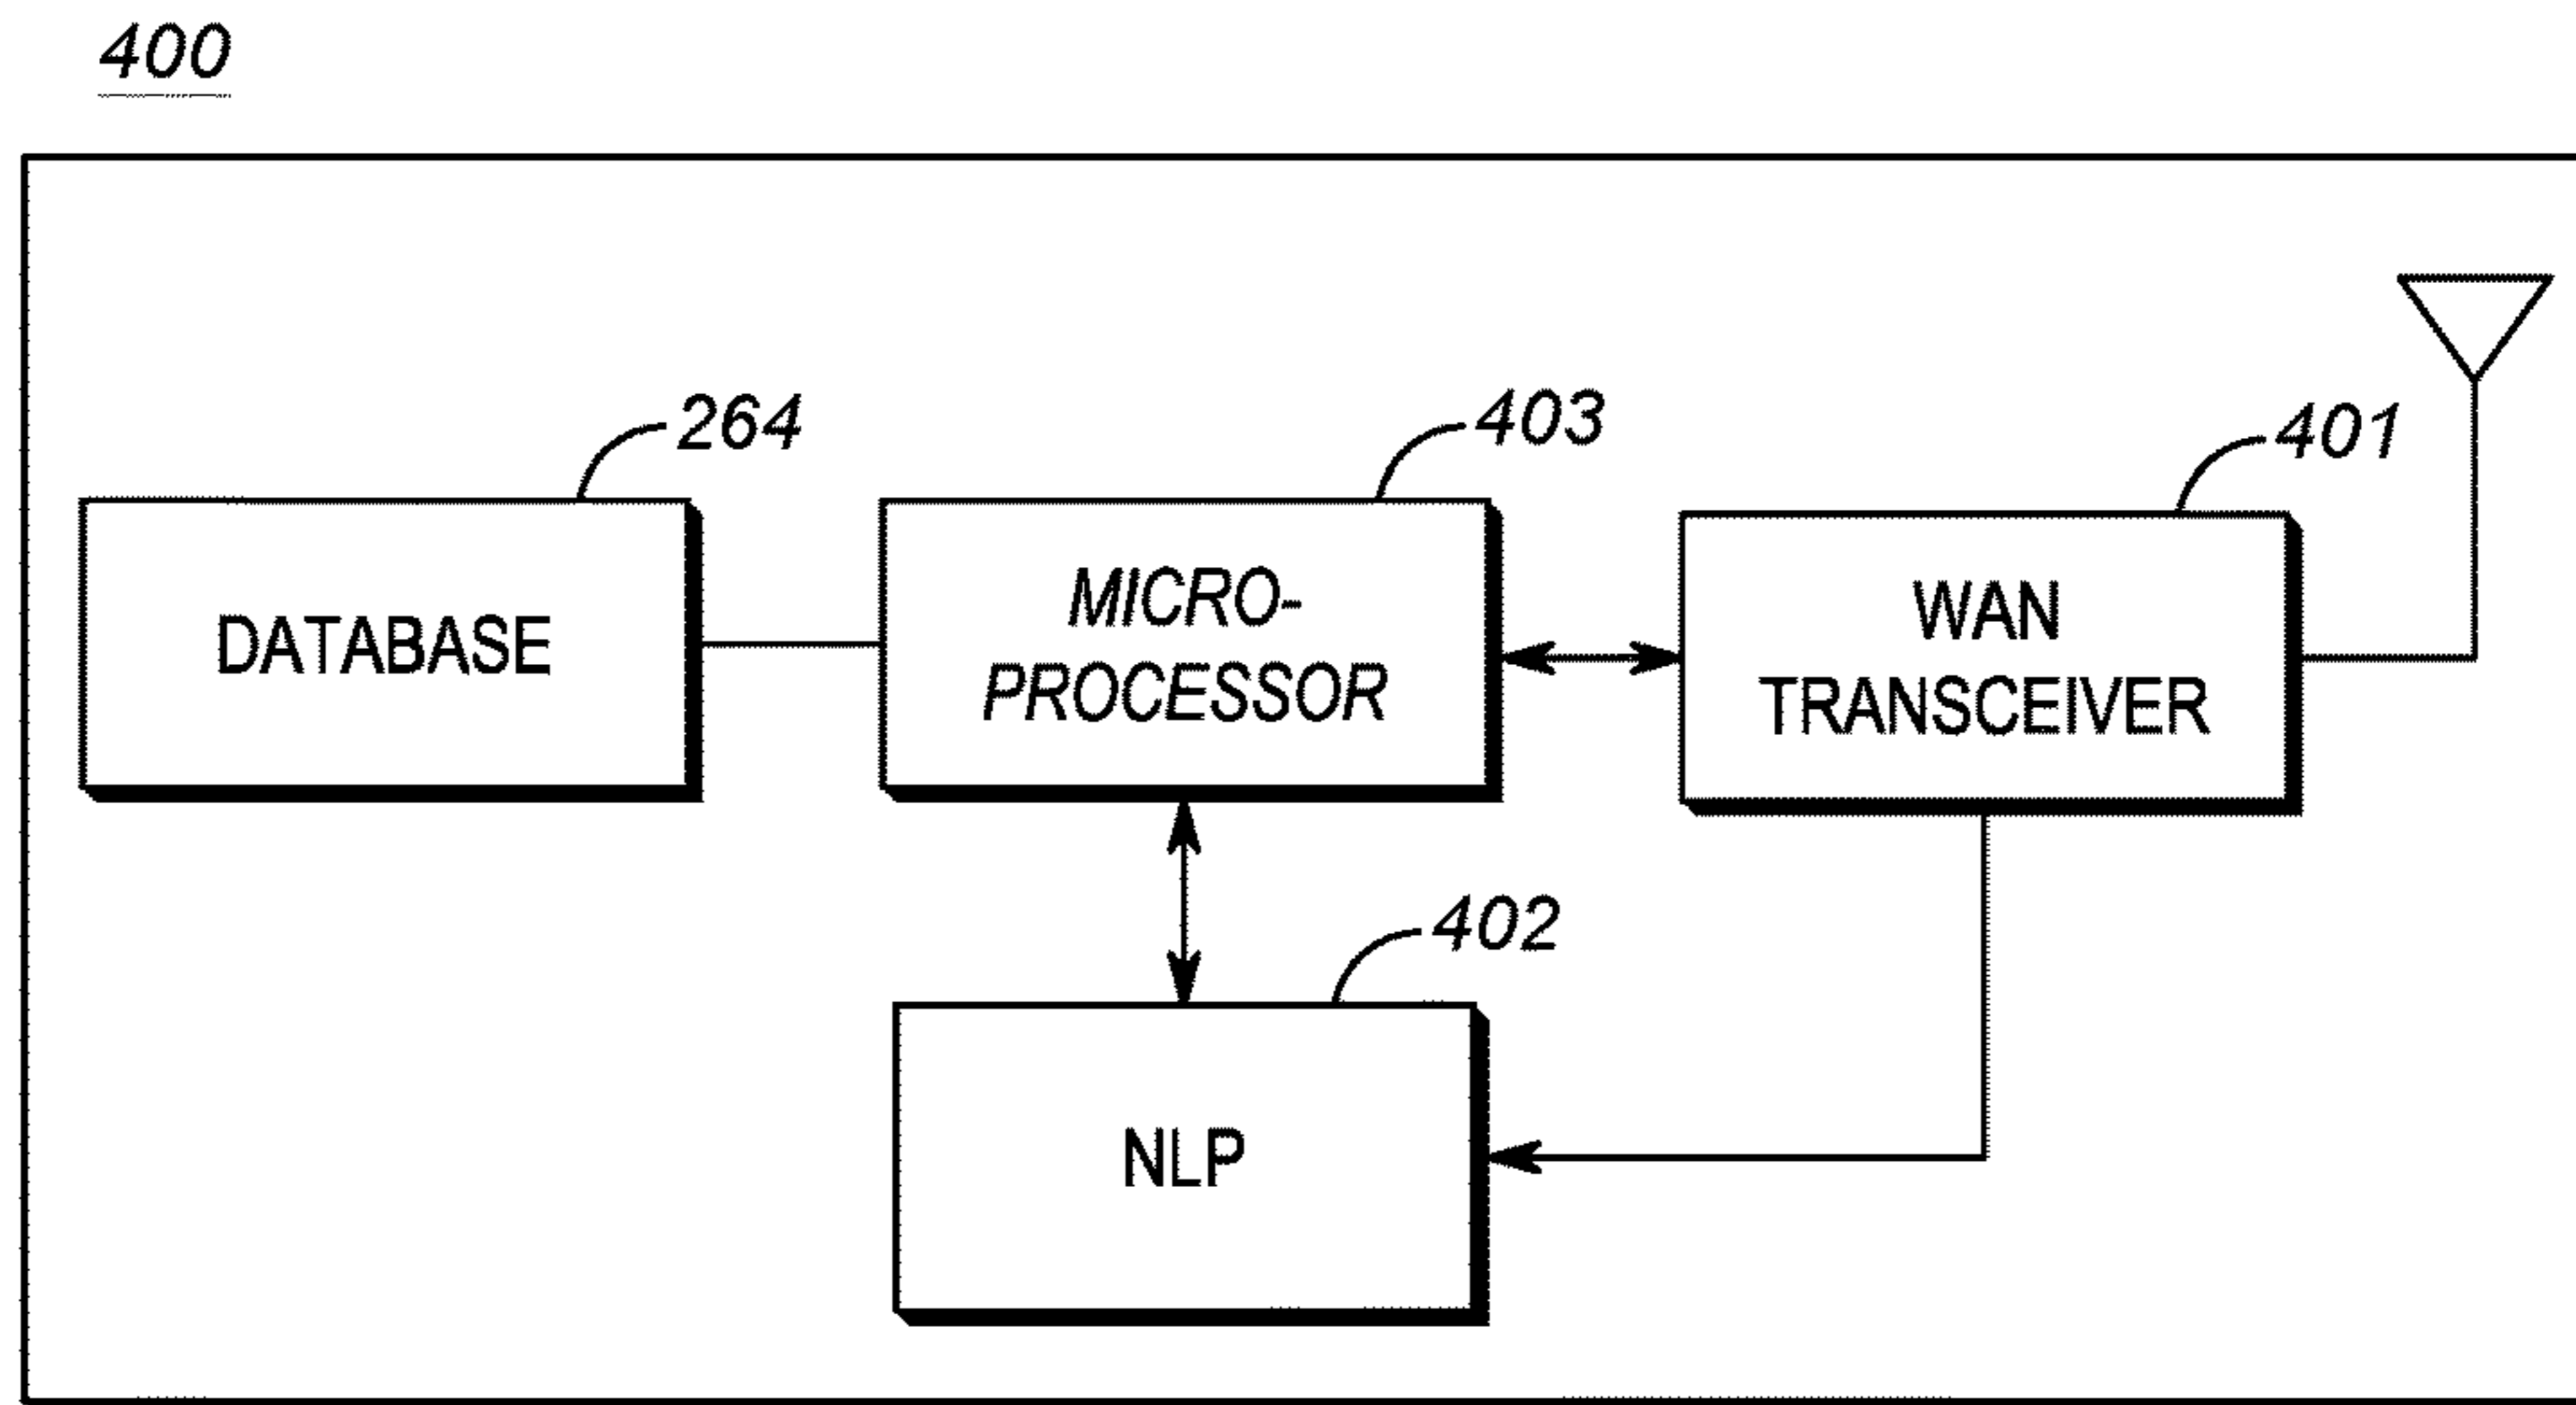 400
264
403
401
DATABASE
MICRO-
PROCESSOR
WAN
TRANSCEIVER
402
NLP